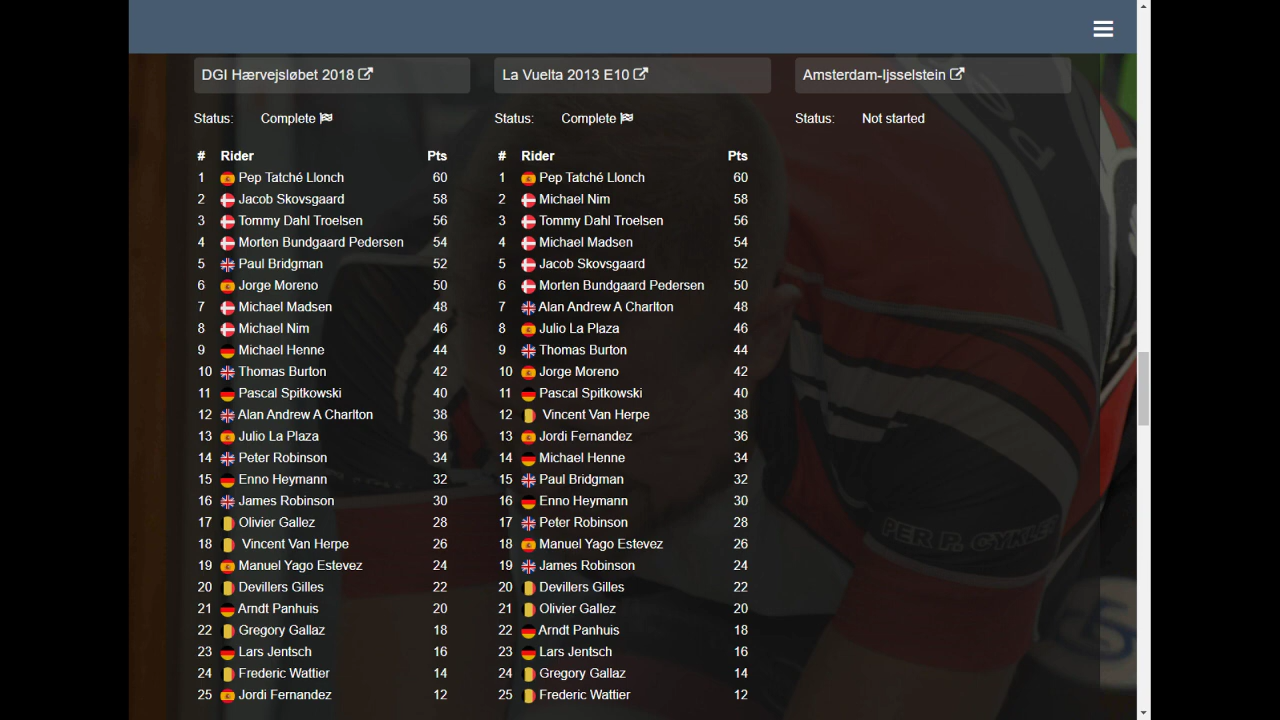 DGI Hærvejsløbet 2018
Status: Complete
# Rider Pts
1 Pep Tatché Llonch 60
2 Jacob Skovsgaard 58
3 Tommy Dahl Troelsen 56
4 Morten Bundgaard Pedersen 54
5 Paul Bridgman 52
6 Jorge Moreno 50
7 Michael Madsen 48
8 Michael Nim 46
9 Michael Henne 44
10 Thomas Burton 42
11 Pascal Spitkowski 40
12 Alan Andrew A Charlton 38
13 Julio La Plaza 36
14 Peter Robinson 34
15 Enno Heymann 32
16 James Robinson 30
17 Olivier Gallez 28
18 Vincent Van Herpe 26
19 Manuel Yago Estevez 24
20 Devillers Gilles 22
21 Arndt Panhuis 20
22 Gregory Gallaz 18
23 Lars Jentsch 16
24 Frederic Wattier 14
25 Jordi Fernandez 12
La Vuelta 2013 E10
Status: Complete
# Rider Pts
1 Pep Tatché Llonch 60
2 Michael Nim 58
3 Tommy Dahl Troelsen 56
4 Michael Madsen 54
5 Jacob Skovsgaard 52
6 Morten Bundgaard Pedersen 50
7 Alan Andrew A Charlton 48
8 Julio La Plaza 46
9 Thomas Burton 44
10 Jorge Moreno 42
11 Pascal Spitkowski 40
12 Vincent Van Herpe 38
13 Jordi Fernandez 36
14 Michael Henne 34
15 Paul Bridgman 32
16 Enno Heymann 30
17 Peter Robinson 28
18 Manuel Yago Estevez 26
19 James Robinson 24
20 Devillers Gilles 22
21 Olivier Gallez 20
22 Arndt Panhuis 18
23 Lars Jentsch 16
24 Gregory Gallaz 14
25 Frederic Wattier 12
Amsterdam-Ijsselstein
Status: Not started
PER P. CYKLER